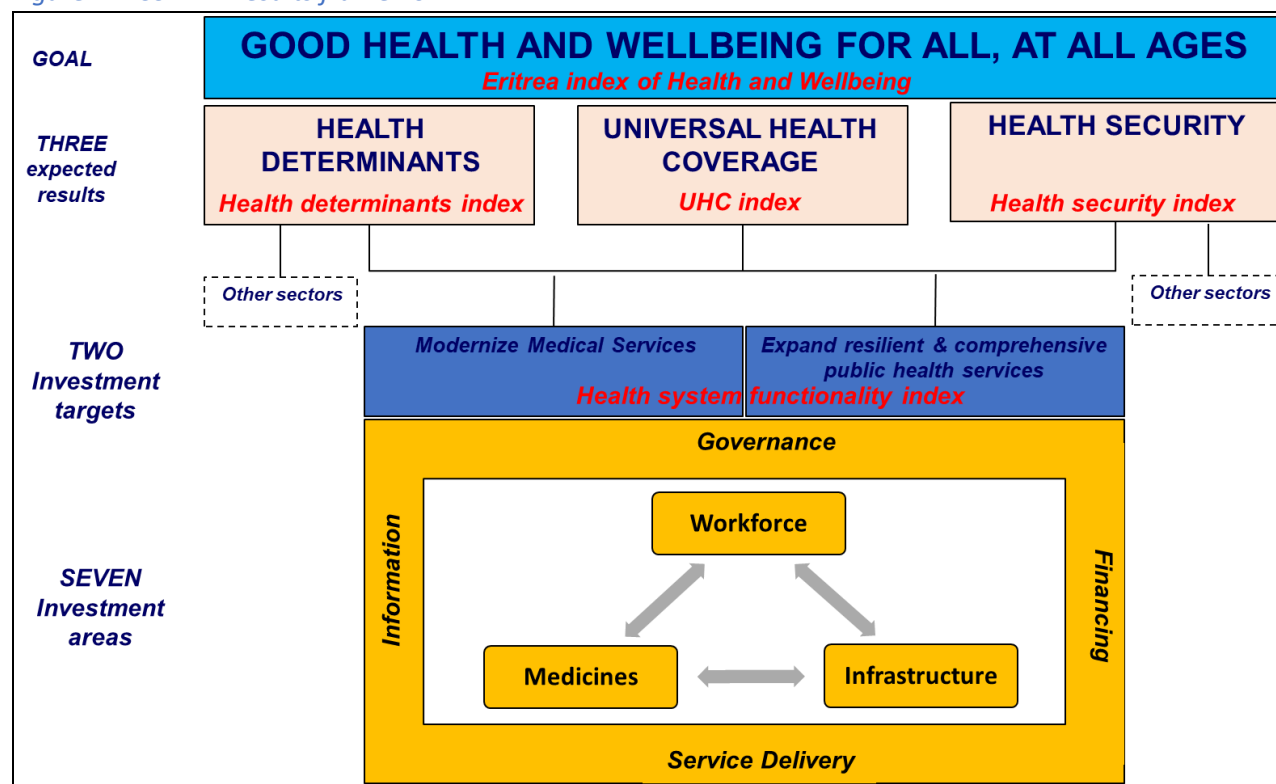 GOAL
GOOD HEALTH AND WELLBEING FOR ALL, AT ALL AGES
Eritrea index of Health and Wellbeing
THREE
expected
results
HEALTH
DETERMINANTS
Health determinants index
UNIVERSAL HEALTH
COVERAGE
UHC index
HEALTH SECURITY
Health security index
Other sectors
Other sectors
TWO
Investment
targets
Modernize Medical Services
Expand resilient & comprehensive
public health services
Health system functionality index
SEVEN
Investment
areas
Governance
Information
Workforce
Medicines
Infrastructure
Financing
Service Delivery